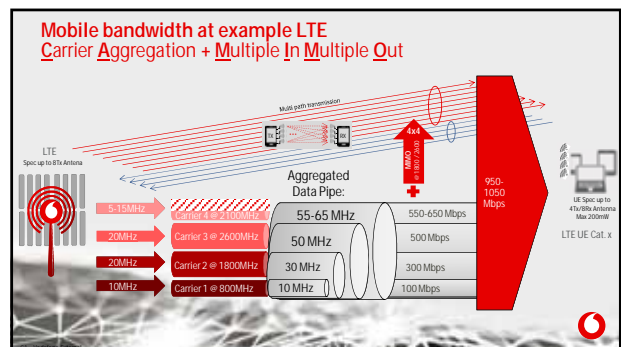 Mobile bandwidth at example LTE
Carrier Aggregation + Multiple In Multiple Out
Multi path transmission
TX
RX
4x4
MIMO
@ 1800 / 2600
LTE
Spec up to 8Tx Antena
Aggregated
Data Pipe:
950-
1050
Mbps
UE Spec up to
4Tx/8Rx Antenna
Max 200mW
LTE UE Cat. x
5-15MHz
Carrier 4 @ 2100MHz
55-65 MHz
550-650 Mbps
20MHz
Carrier 3 @ 2600MHz
50 MHz
500 Mbps
20MHz
Carrier 2 @ 1800MHz
30 MHz
300 Mbps
10MHz
Carrier 1 @ 800MHz
10 MHz
100 Mbps